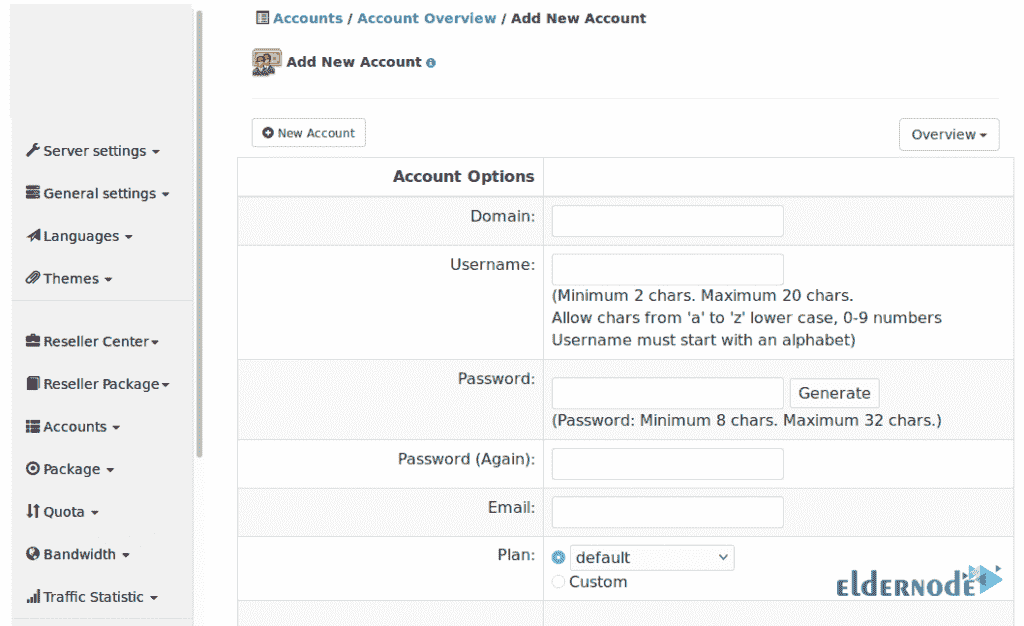 Accounts / Account Overview / Add New Account
Add New Account
New Account
Overview
Server settings
General settings
Languages
Themes
Reseller Center
Reseller Package
Accounts
Package
Quota
Bandwidth
Traffic Statistic
Account Options
Domain:
Username:
(Minimum 2 chars. Maximum 20 chars.
Allow chars from 'a' to 'z' lower case, 0-9 numbers
Username must start with an alphabet)
Password:
Generate
(Password: Minimum 8 chars. Maximum 32 chars.)
Password (Again):
Email:
Plan:
default
Custom
eldernode